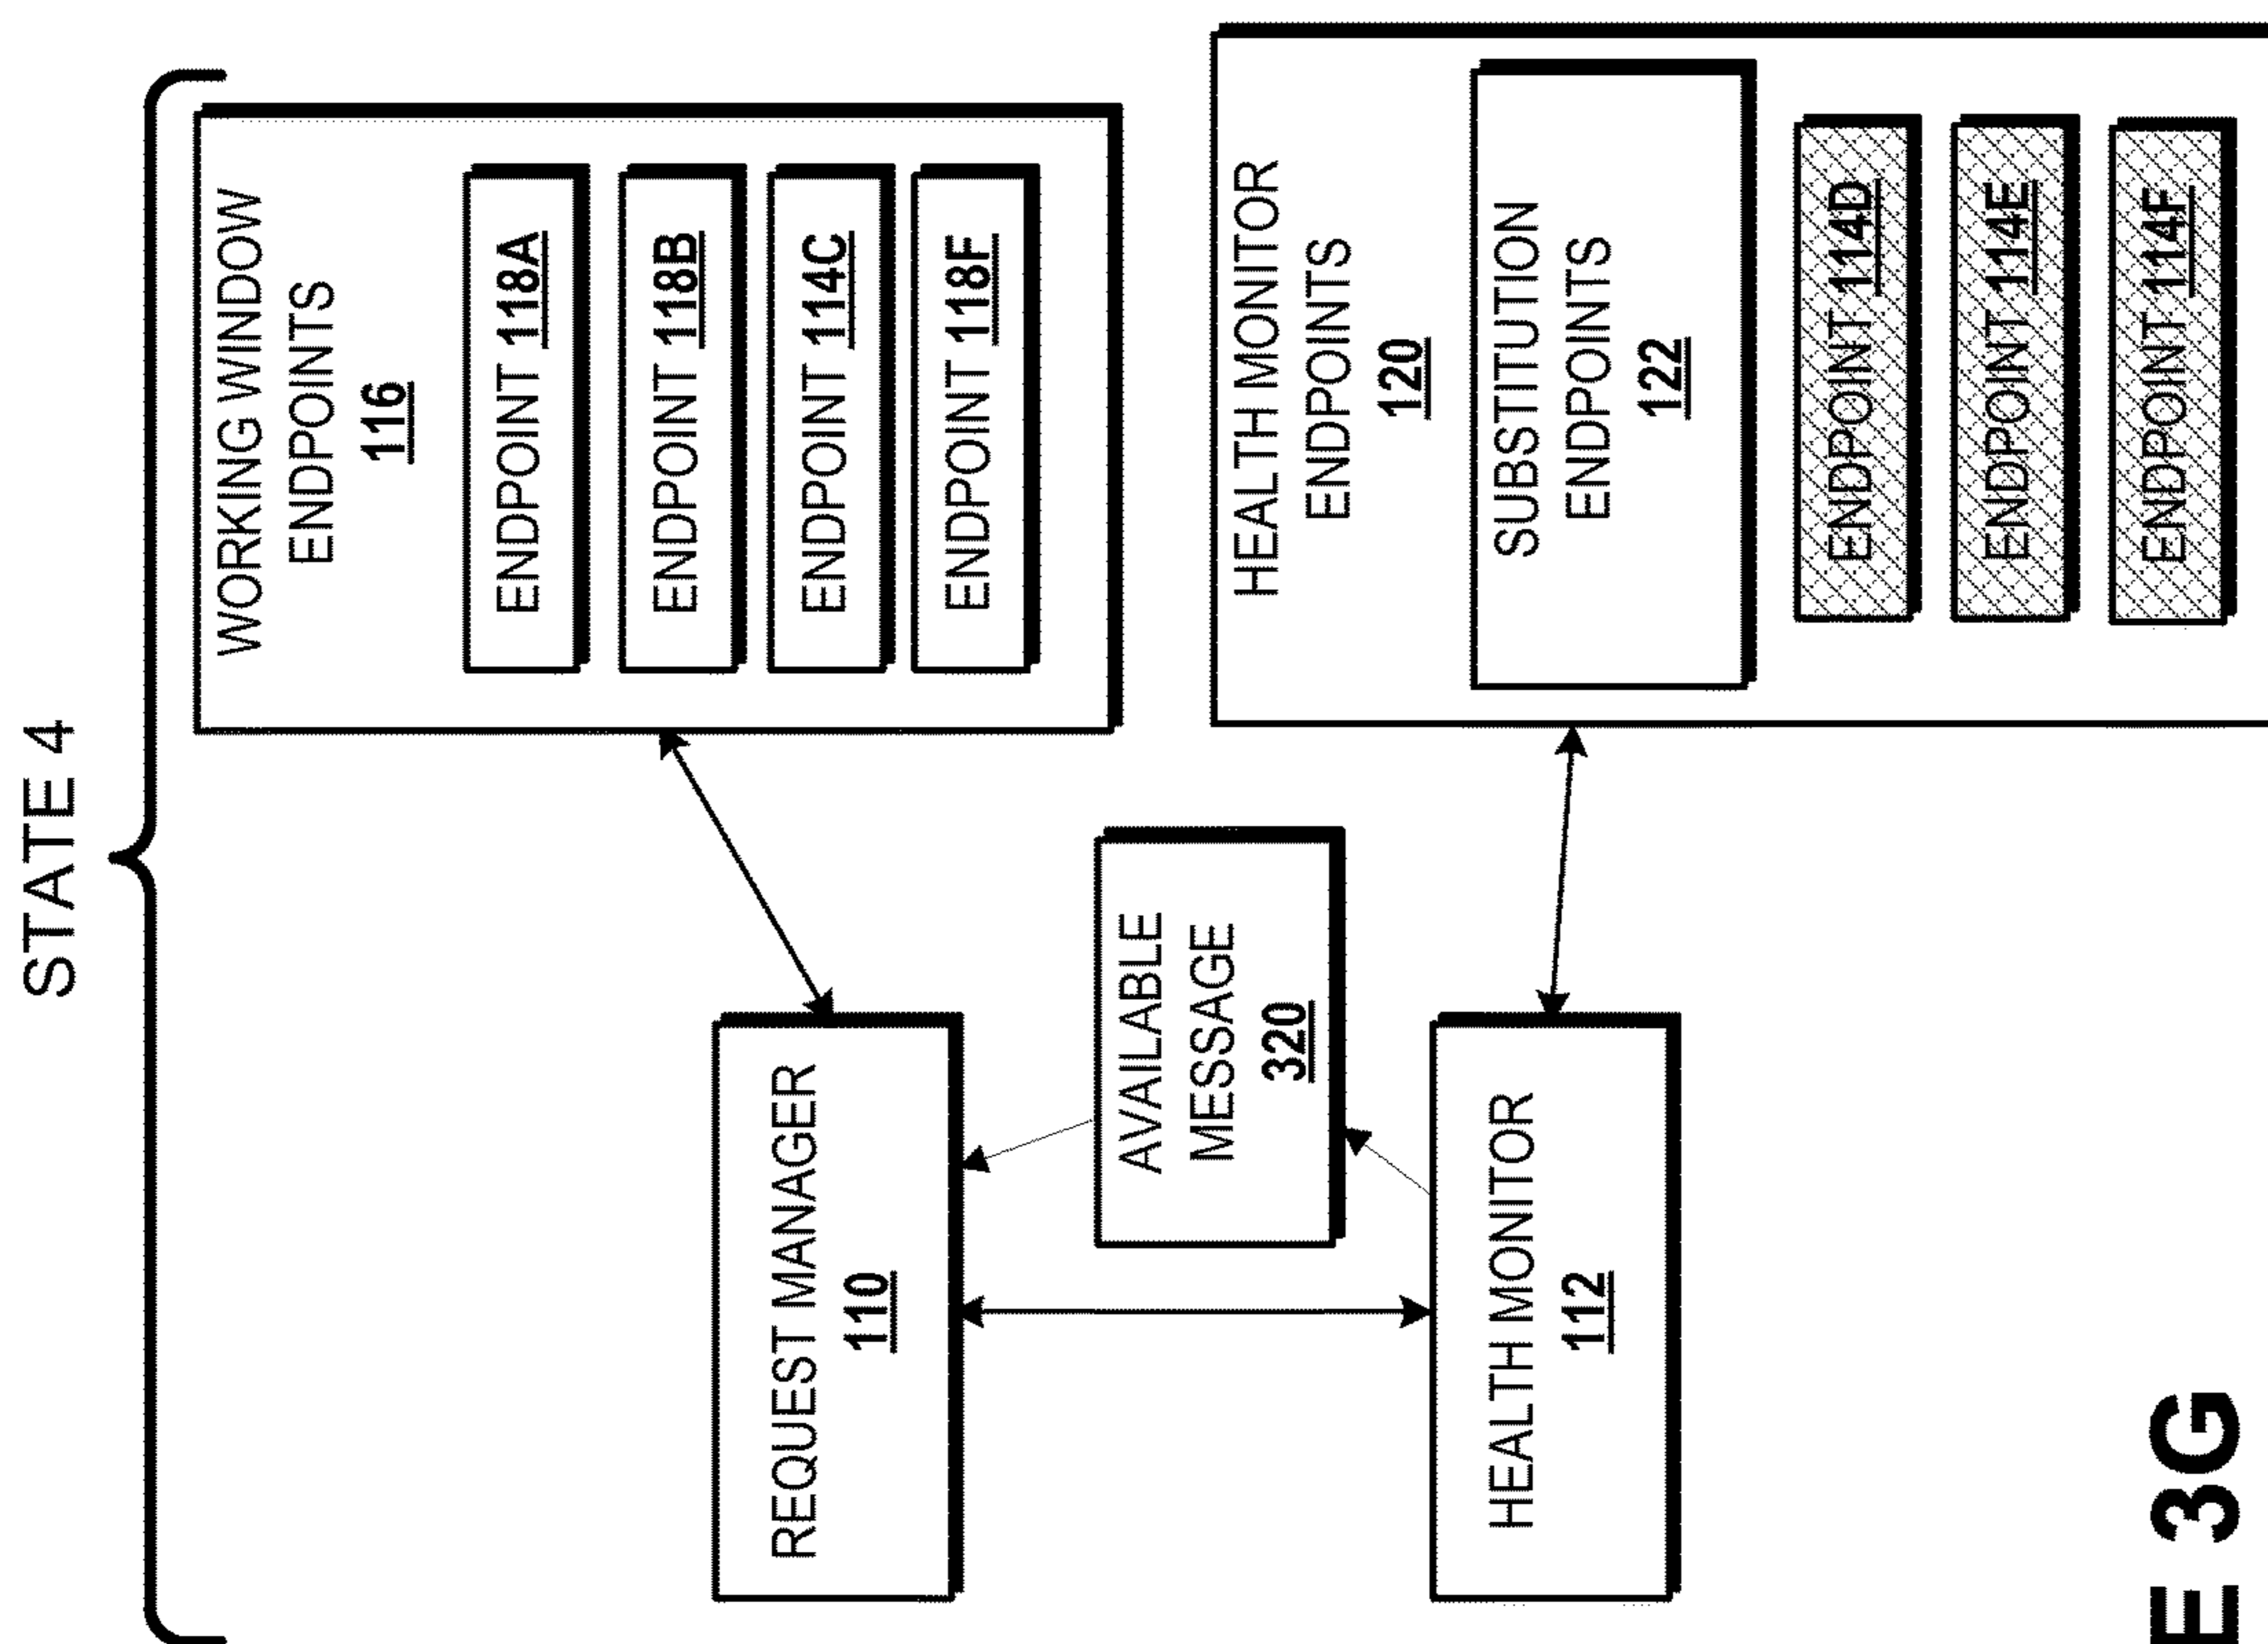 STATE 4
WORKING WINDOW
ENDPOINTS
116
ENDPOINT 118A
ENDPOINT 118B
ENDPOINT 114C
ENDPOINT 118F
REQUEST MANAGER
110
AVAILABLE
MESSAGE
320
HEALTH MONITOR
112
HEALTH MONITOR
ENDPOINTS
120
SUBSTITUTION
ENDPOINTS
122
ENDPOINT 114D
ENDPOINT 114E
ENDPOINT 114F
E 3G